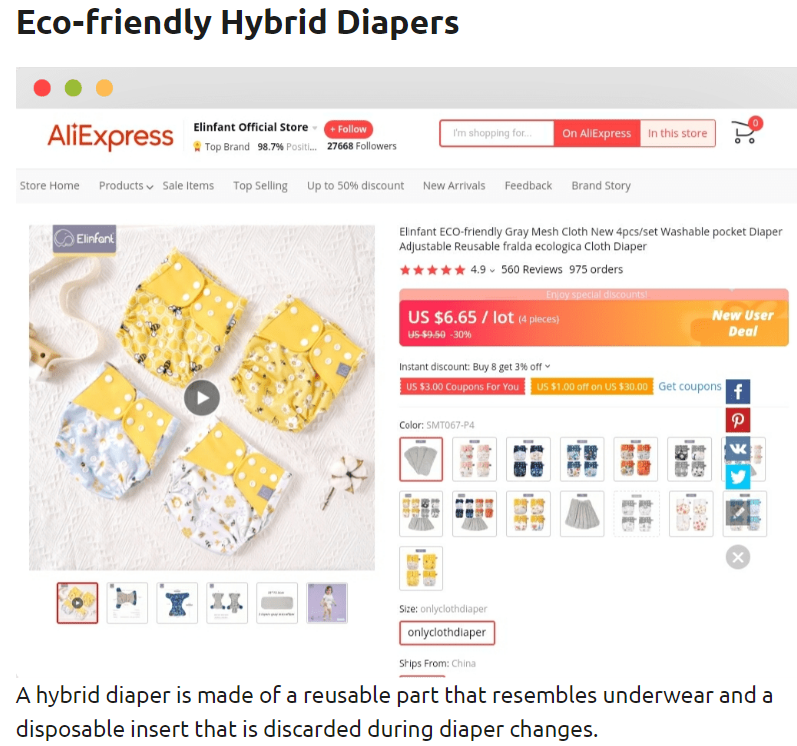 Eco-friendly Hybrid Diapers
AliExpress
Elinfant Official Store
+ Follow
Top Brand 98.7% Positi...
27668 Followers
I'm shopping for...
On AliExpress
In this store
0
Store Home Products Sale Items Top Selling Up to 50% discount New Arrivals Feedback Brand Story
Elinfant
Elinfant ECO-friendly Gray Mesh Cloth New 4pcs/set Washable pocket Diaper
Adjustable Reusable fralda ecologica Cloth Diaper
4.9 560 Reviews 975 orders
Enjoy special discounts!
US $6.65 / lot (4 pieces)
US $9.50 -30%
New User
Deal
Instant discount: Buy 8 get 3% off
US $3.00 Coupons For You
US $1.00 off on US $30.00
Get coupons
Color: SMT067-P4
Size: onlyclothdiaper
onlyclothdiaper
Ships From: China
A hybrid diaper is made of a reusable part that resembles underwear and a
disposable insert that is discarded during diaper changes.